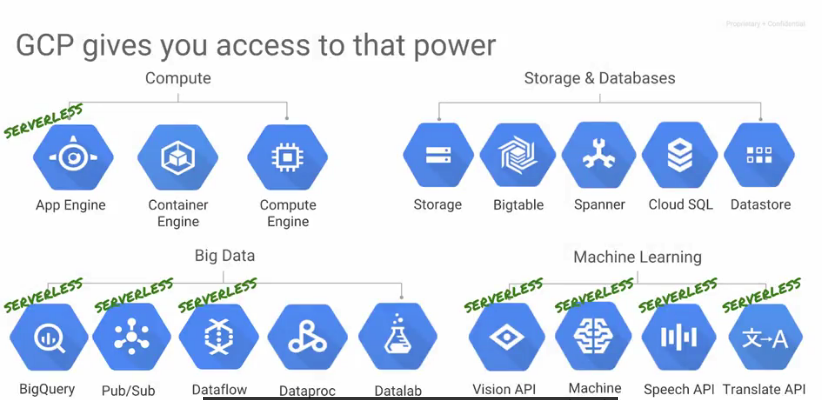 Proprietary + Confidential
GCP gives you access to that power
Compute
SERVERLESS
App Engine
Container
Engine
Compute
Engine
Storage & Databases
Storage
Bigtable
Spanner
Cloud SQL
Datastore
Big Data
SERVERLESS
SERVERLESS
SERVERLESS
BigQuery
Pub/Sub
Dataflow
Dataproc
Datalab
Machine Learning
SERVERLESS
SERVERLESS
SERVERLESS
SERVERLESS
文→A
Vision API
Machine
Speech API
Translate API